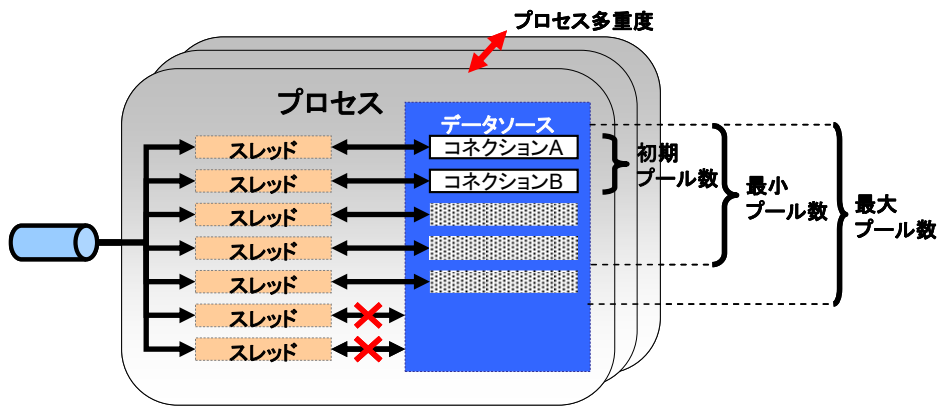 プロセス多重度
プロセス
データソース
スレッド
コネクションA
スレッド
コネクションB
スレッド
スレッド
スレッド
スレッド
スレッド
初期
プール数
最小
プール数
最大
プール数